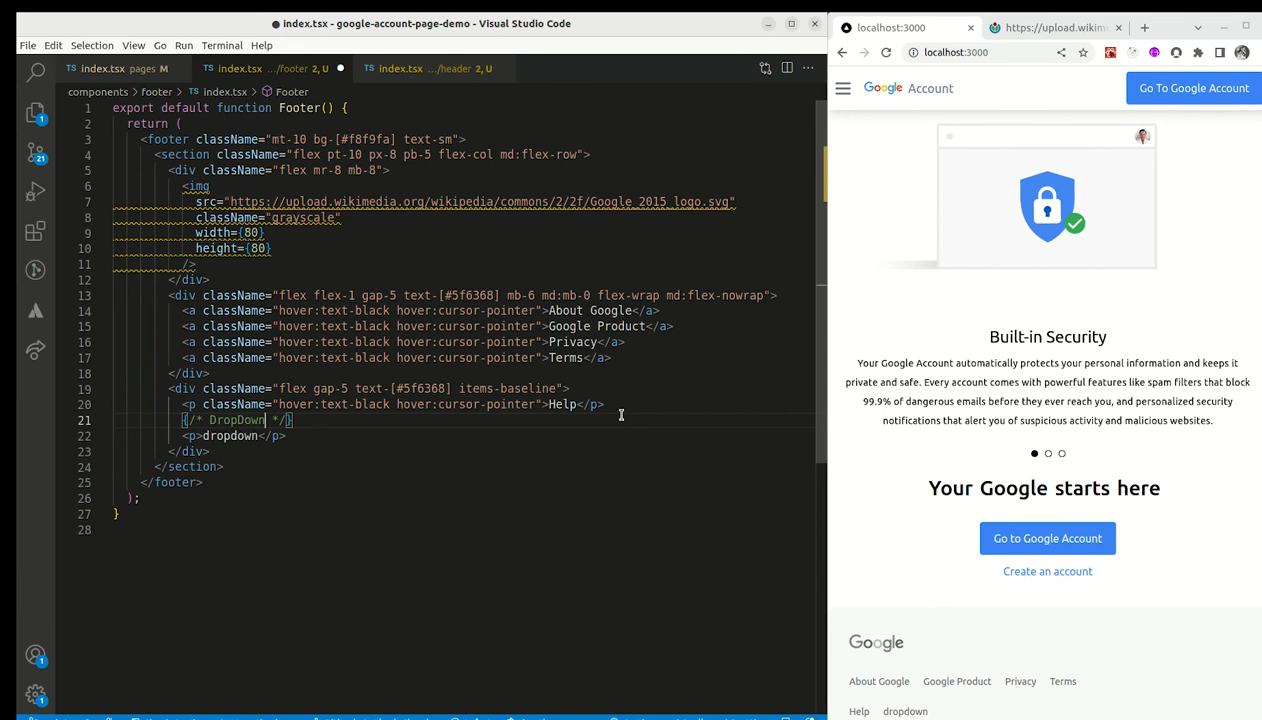 index.tsx - google-account-page-demo - Visual Studio Code
File Edit Selection View Go Run Terminal Help
TS index.tsx pages M
TS index.tsx .../footer 2, U
TS index.tsx .../header 2, U
components > footer > TS index.tsx > Footer
1 export default function Footer() {
2 return (
3 <footer className="mt-10 bg-[#f8f9fa] text-sm">
4 <section className="flex pt-10 px-8 pb-5 flex-col md:flex-row">
5 <div className="flex mr-8 mb-8">
6 <img
7 src="https://upload.wikimedia.org/wikipedia/commons/2/2f/Google_2015_logo.svg"
8 className="grayscale"
9 width={80}
10 height={80}
11 />
12 </div>
13 <div className="flex flex-1 gap-5 text-[#5f6368] mb-6 md:mb-0 flex-wrap md:flex-nowrap">
14 <a className="hover:text-black hover:cursor-pointer">About Google</a>
15 <a className="hover:text-black hover:cursor-pointer">Google Product</a>
16 <a className="hover:text-black hover:cursor-pointer">Privacy</a>
17 <a className="hover:text-black hover:cursor-pointer">Terms</a>
18 </div>
19 <div className="flex gap-5 text-[#5f6368] items-baseline">
20 <p className="hover:text-black hover:cursor-pointer">Help</p>
21 {/* DropDown */}
22 <p>dropdown</p>
23 </div>
24 </section>
25 </footer>
26 );
27 }
28
1
21
1
1
localhost:3000
https://upload.wikim
localhost:3000
Google Account
Go To Google Account
Built-in Security
Your Google Account automatically protects your personal information and keeps it
private and safe. Every account comes with powerful features like spam filters that block
99.9% of dangerous emails before they ever reach you, and personalized security
notifications that alert you of suspicious activity and malicious websites.
Your Google starts here
Go to Google Account
Create an account
Google
About Google Google Product Privacy Terms
Help dropdown